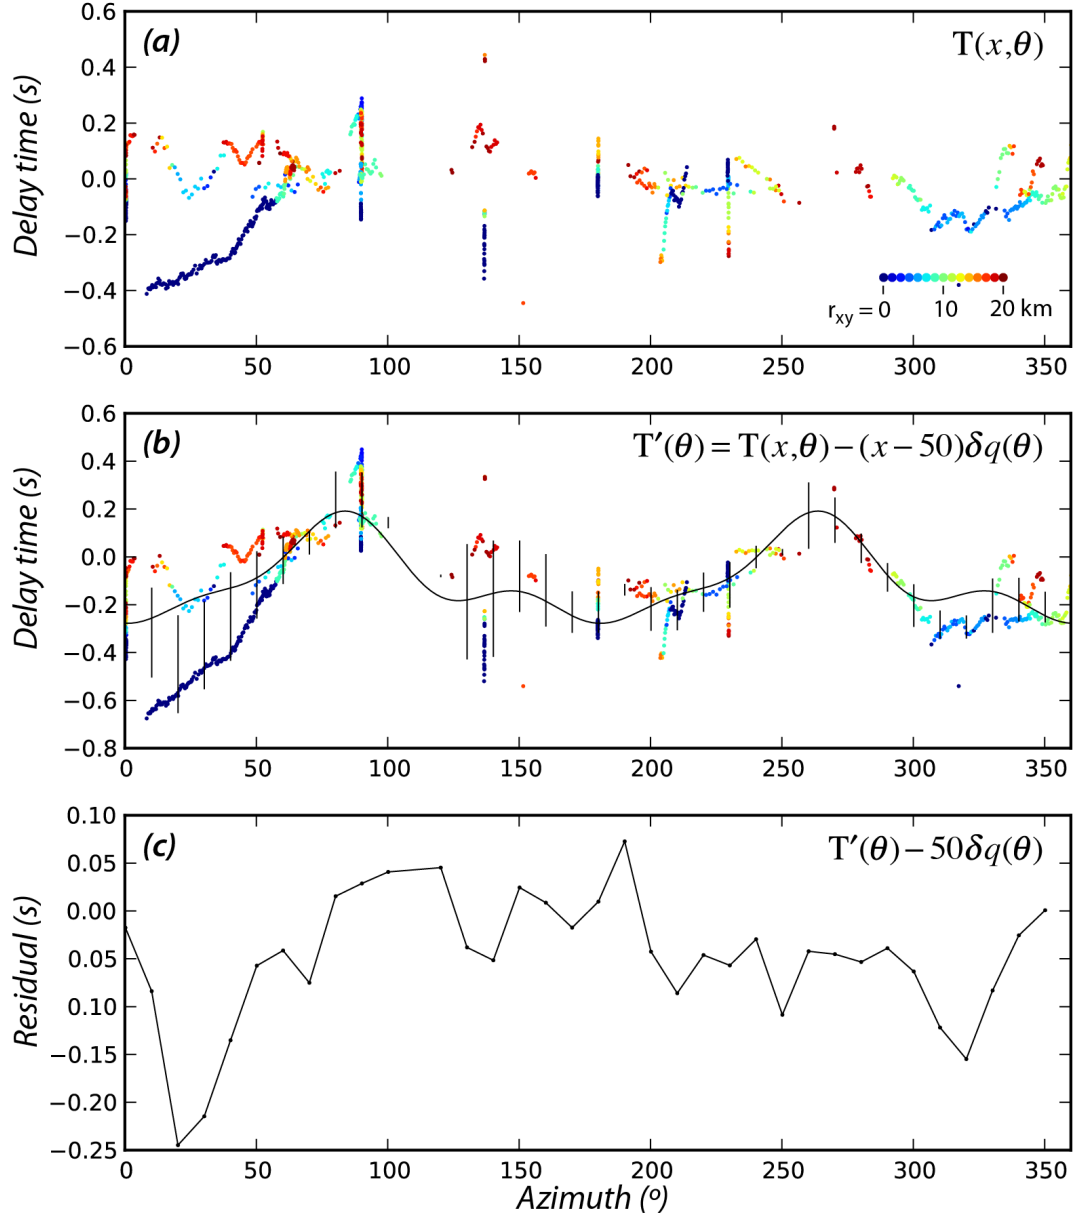 (a) T(x,θ)
Delay time (s)
0.6
0.4
0.2
0.0
−0.2
−0.4
−0.6
r_xy = 0 10 20 km
0 50 100 150 200 250 300 350
(b) T′(θ) = T(x,θ) − (x − 50)δq(θ)
Delay time (s)
0.6
0.4
0.2
0.0
−0.2
−0.4
−0.6
−0.8
0 50 100 150 200 250 300 350
(c) T′(θ) − 50δq(θ)
Residual (s)
0.10
0.05
0.00
0.05
0.10
−0.15
−0.20
−0.25
0 50 100 150 200 250 300 350
Azimuth (º)